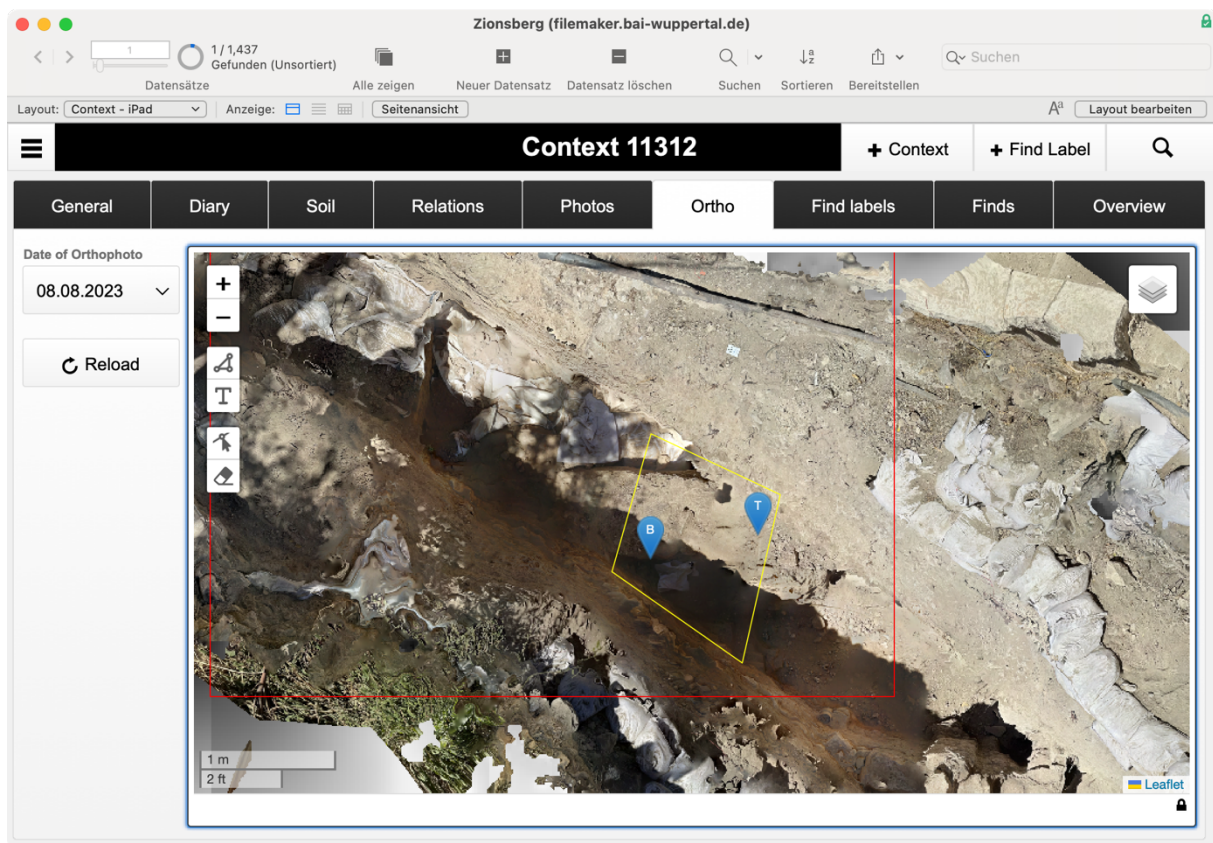 Zionsberg (filemaker.bai-wuppertal.de)
1
1 / 1,437
Gefunden (Unsortiert)
Datensätze
Alle zeigen
Neuer Datensatz
Datensatz löschen
Suchen
Sortieren
Bereitstellen
Suchen
Layout: Context - iPad
Anzeige:
Seitenansicht
Aa
Layout bearbeiten
Context 11312
+ Context
+ Find Label
General
Diary
Soil
Relations
Photos
Ortho
Find labels
Finds
Overview
Date of Orthophoto
08.08.2023
Reload
+
−
T
T
B
1 m
2 ft
Leaflet